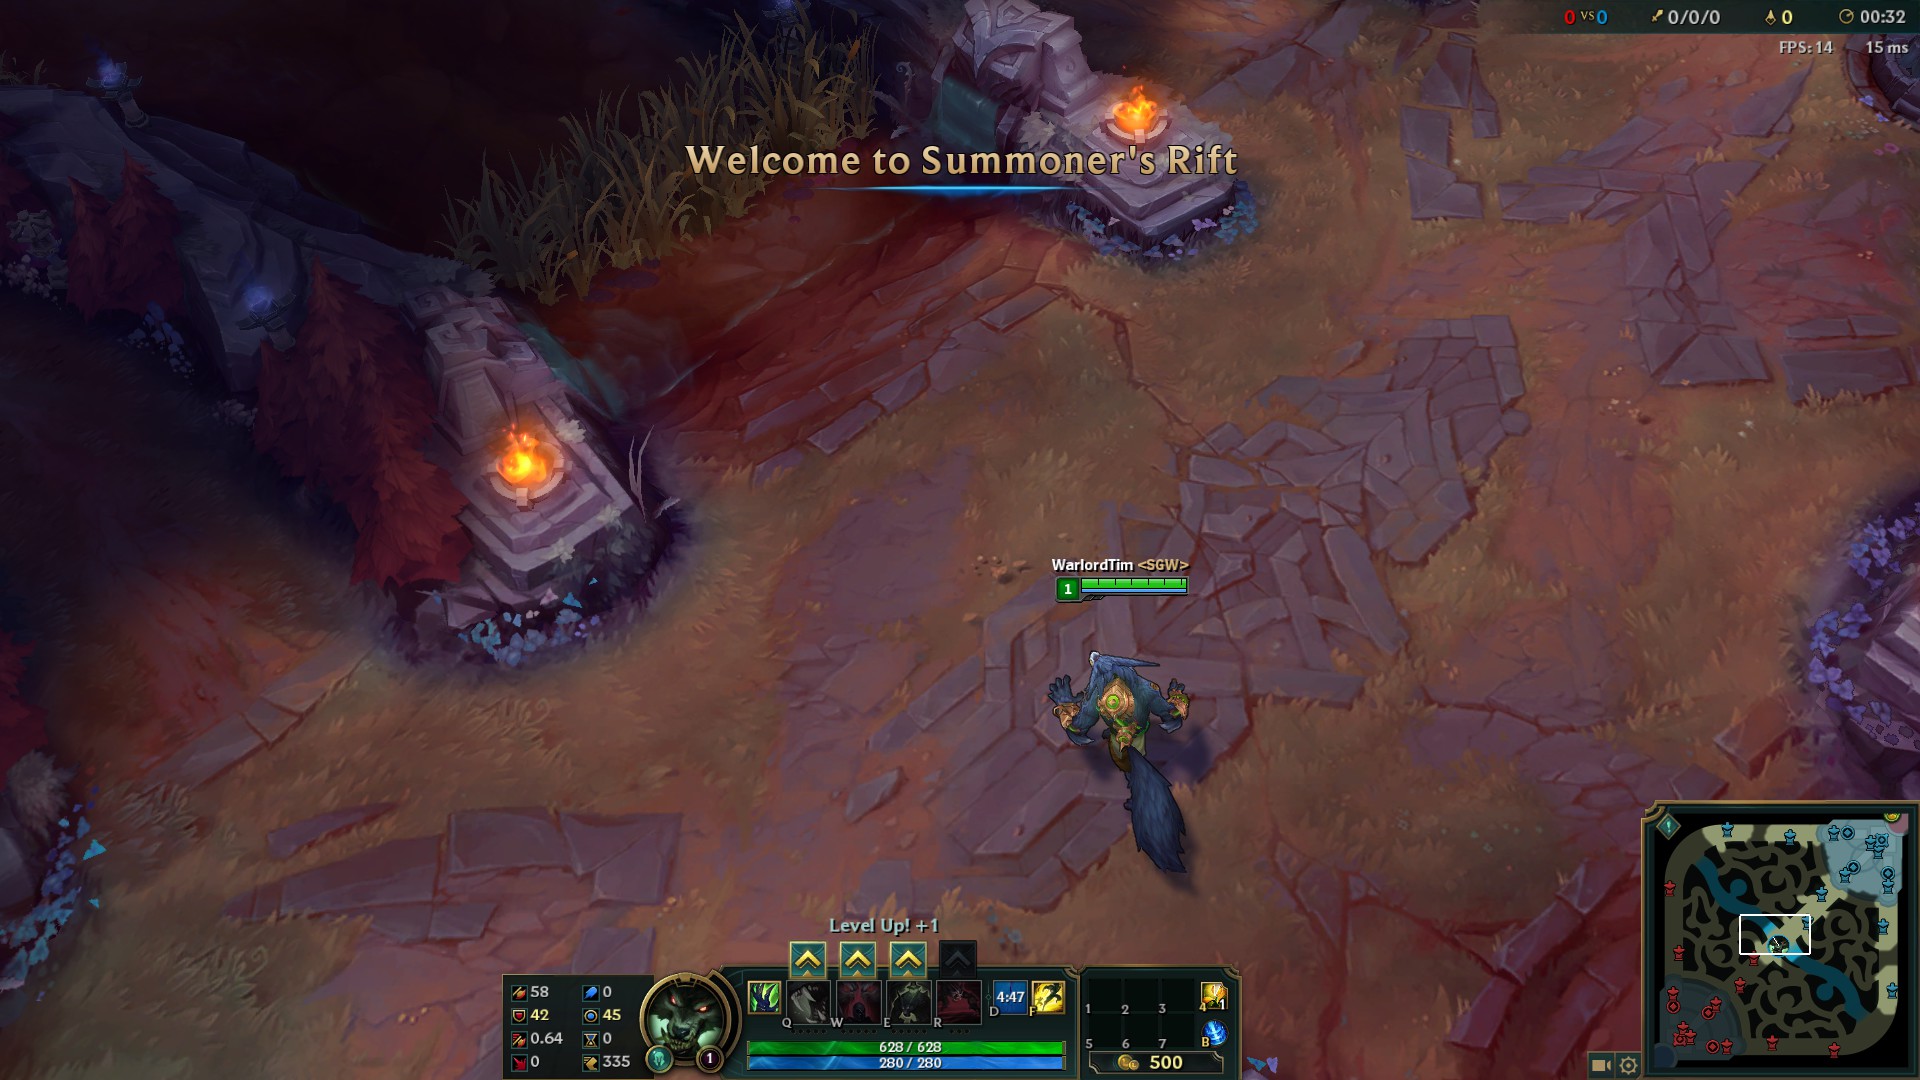 0 vs 0 0/0/0 0 00:32
FPS: 14 15 ms
Welcome to Summoner's Rift
WarlordTim <SGW>
1
Level Up! +1
58 0
42 45
0.64 0
0 335
1
Q W E R
4:47
D F
628 / 628
280 / 280
1 2 3 4 1
5 6 7 B
500